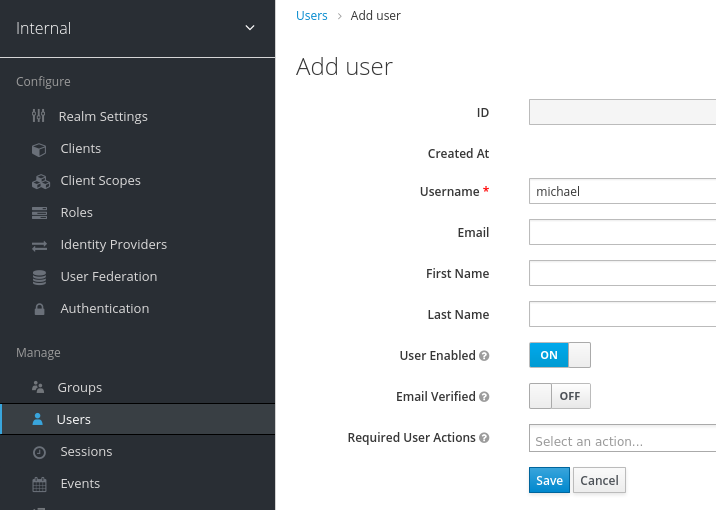 Internal
Configure
Realm Settings
Clients
Client Scopes
Roles
Identity Providers
User Federation
Authentication
Manage
Groups
Users
Sessions
Events
Users › Add user
Add user
ID
Created At
Username * michael
Email
First Name
Last Name
User Enabled ? ON
Email Verified ? OFF
Required User Actions ? Select an action...
Save Cancel